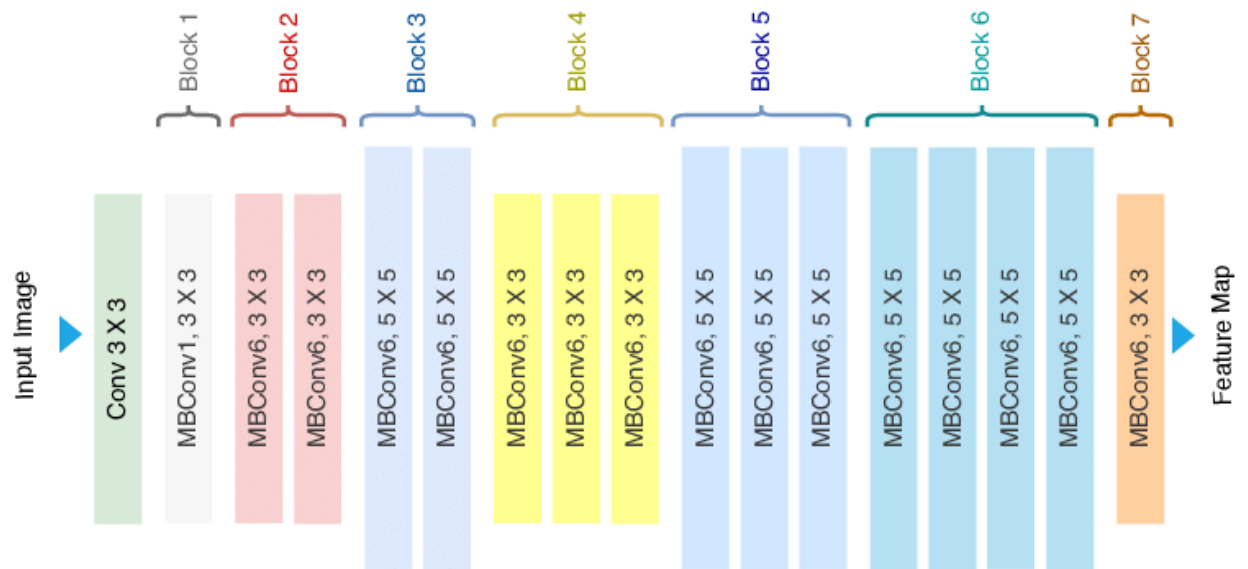 Input Image
Conv 3 X 3
Block 1
MBConv1, 3 X 3
Block 2
MBConv6, 3 X 3
MBConv6, 3 X 3
Block 3
MBConv6, 5 X 5
MBConv6, 5 X 5
Block 4
MBConv6, 3 X 3
MBConv6, 3 X 3
MBConv6, 3 X 3
Block 5
MBConv6, 5 X 5
MBConv6, 5 X 5
MBConv6, 5 X 5
Block 6
MBConv6, 5 X 5
MBConv6, 5 X 5
MBConv6, 5 X 5
MBConv6, 5 X 5
Block 7
MBConv6, 3 X 3
Feature Map